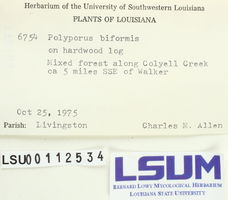 Herbarium of the University of Southwestern Louisiana
PLANTS OF LOUISIANA
6754 Polyporus biformis
on hardwood log
Mixed forest along Colyell Creek
ca 5 miles SSE of Walker
Oct 25, 1975
Parish: Livingston Charles M. Allen
LSU00112534
LSUM
BERNARD LOWY MYCOLOGICAL HERBARIUM
LOUISIANA STATE UNIVERSITY